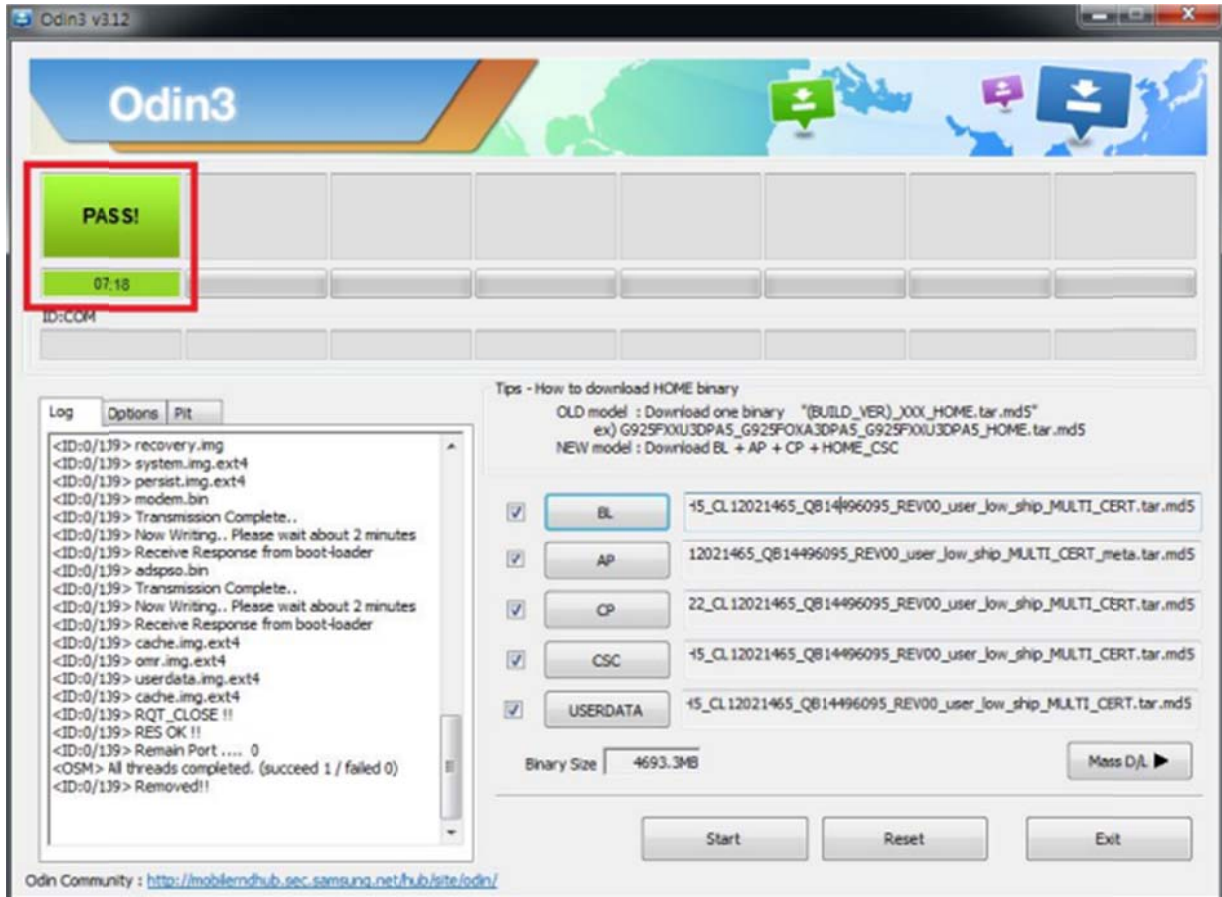 Odin3 v3.12
Odin3
PASS!
07:18
ID:COM
Log Options Pit
<ID:0/139> recovery.img
<ID:0/139> system.img.ext4
<ID:0/139> persist.img.ext4
<ID:0/139> modem.bin
<ID:0/139> Transmission Complete..
<ID:0/139> Now Writing.. Please wait about 2 minutes
<ID:0/139> Receive Response from boot-loader
<ID:0/139> adspso.bin
<ID:0/139> Transmission Complete..
<ID:0/139> Now Writing.. Please wait about 2 minutes
<ID:0/139> Receive Response from boot-loader
<ID:0/139> cache.img.ext4
<ID:0/139> omr.img.ext4
<ID:0/139> userdata.img.ext4
<ID:0/139> cache.img.ext4
<ID:0/139> RQT_CLOSE !!
<ID:0/139> RES OK !!
<ID:0/139> Remain Port .... 0
<OSM> All threads completed. (succeed 1 / failed 0)
<ID:0/139> Removed!!
Tips - How to download HOME binary
OLD model : Download one binary "(BUILD_VER)_XXX_HOME.tar.md5"
ex) G925FXXU3DPA5_G925FOXA3DPA5_G925FXXU3DPA5_HOME.tar.md5
NEW model : Download BL + AP + CP + HOME_CSC
BL H5_CL12021465_QB14496095_REV00_user_low_ship_MULTI_CERT.tar.md5
AP 12021465_QB14496095_REV00_user_low_ship_MULTI_CERT_meta.tar.md5
CP 22_CL12021465_QB14496095_REV00_user_low_ship_MULTI_CERT.tar.md5
CSC H5_CL12021465_QB14496095_REV00_user_low_ship_MULTI_CERT.tar.md5
USERDATA H5_CL12021465_QB14496095_REV00_user_low_ship_MULTI_CERT.tar.md5
Binary Size 4693.3MB
Mass D/L ▶
Start Reset Exit
Odin Community : http://mobilerndhub.sec.samsung.net/hub/site/odin/